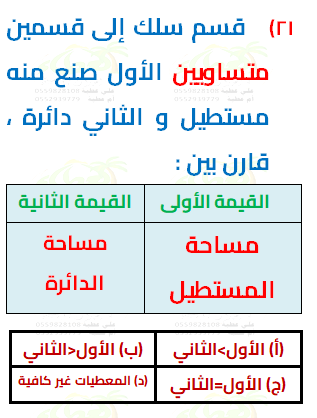 ٢١) قسم سلك إلى قسمين
متساويين الأول صنع منه
مستطيل و الثاني دائرة ،
قارن بين :
القيمة الأولى القيمة الثانية
مساحة المستطيل
مساحة الدائرة
(أ) الأول>الثاني (ب) الأول<الثاني
(ج) الأول=الثاني (د) المعطيات غير كافية